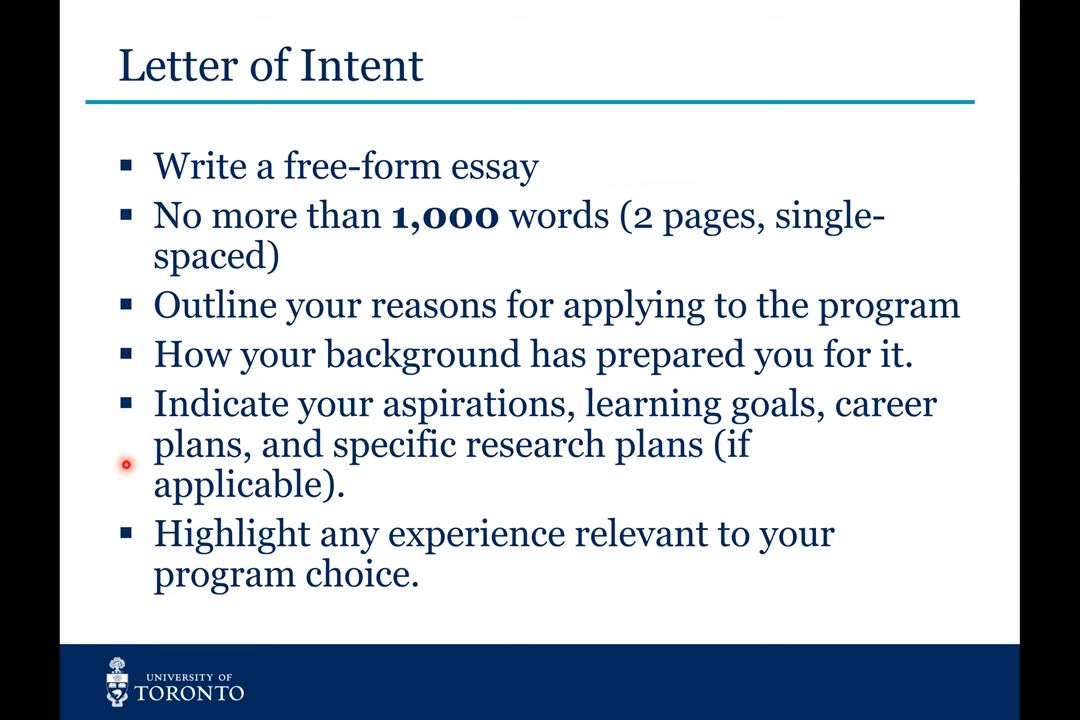 Letter of Intent
▪ Write a free-form essay
▪ No more than 1,000 words (2 pages, single-
spaced)
▪ Outline your reasons for applying to the program
▪ How your background has prepared you for it.
▪ Indicate your aspirations, learning goals, career
plans, and specific research plans (if
applicable).
▪ Highlight any experience relevant to your
program choice.
UNIVERSITY OF
TORONTO